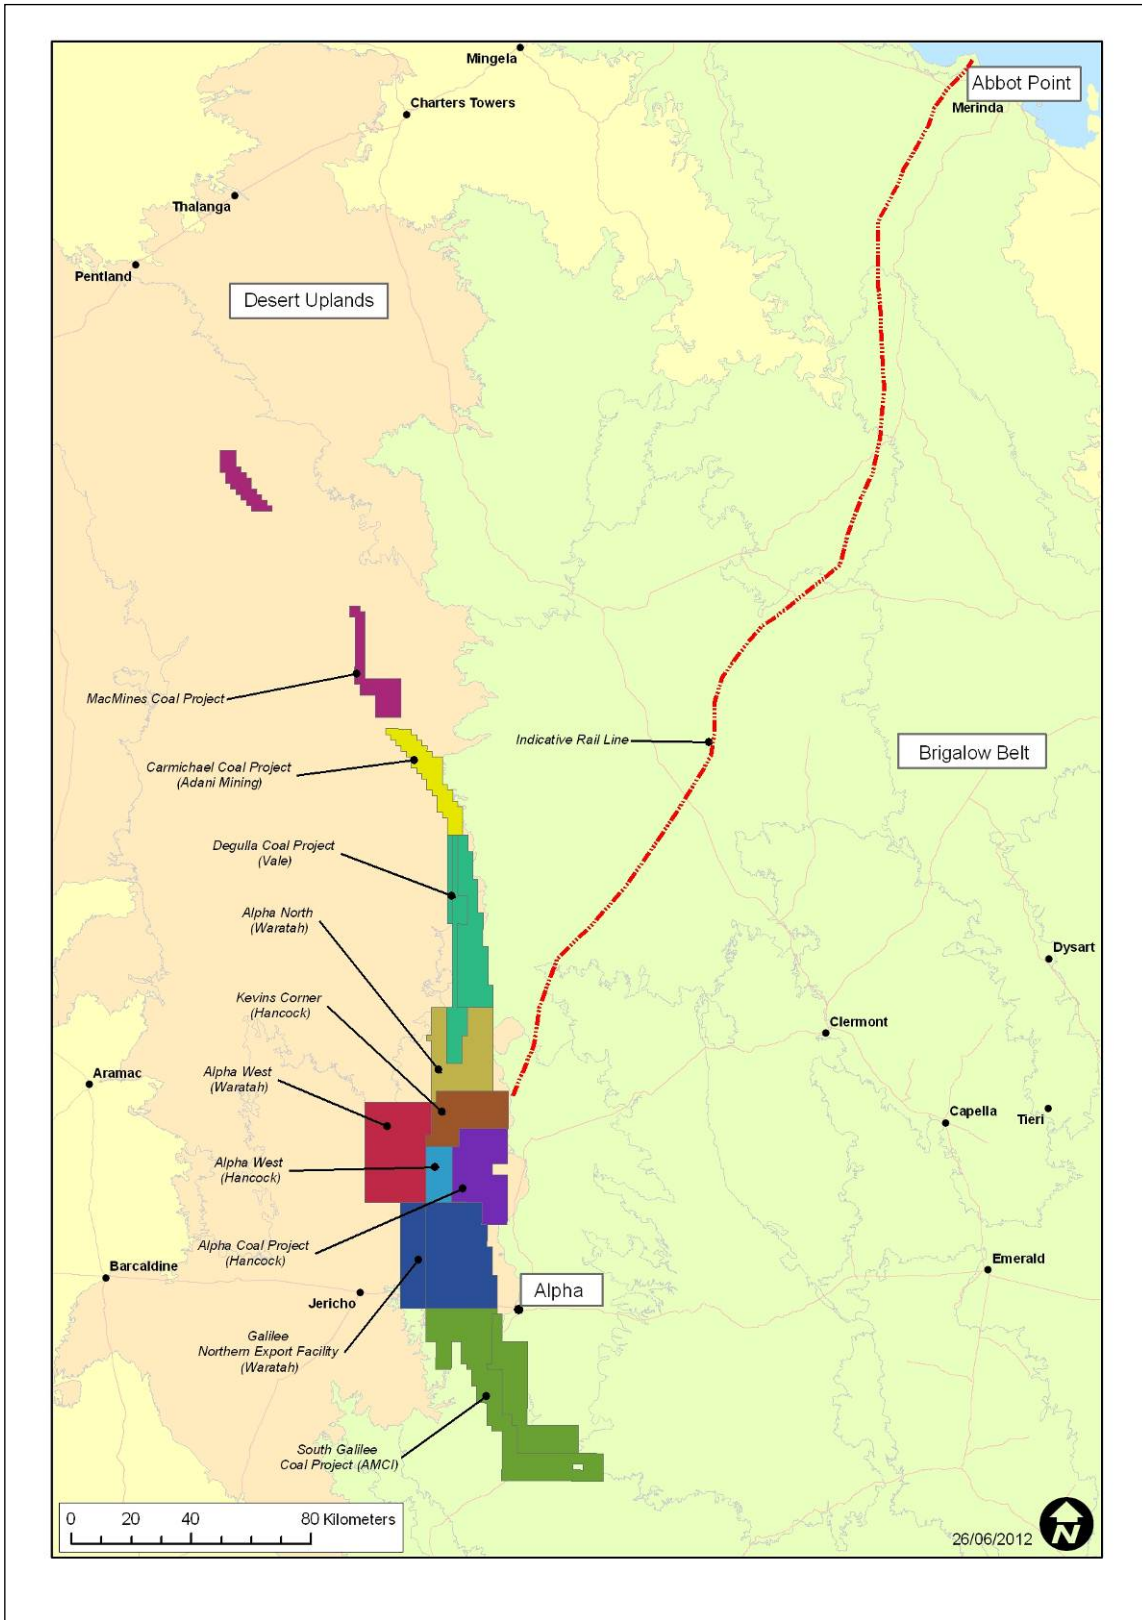 Mingela
Abbot Point
Merinda
Charters Towers
Thalanga
Pentland
Desert Uplands
MacMines Coal Project
Indicative Rail Line
Brigalow Belt
Carmichael Coal Project
(Adani Mining)
Degulla Coal Project
(Vale)
Alpha North
(Waratah)
Dysart
Kevins Corner
(Hancock)
Clermont
Aramac
Alpha West
(Waratah)
Capella
Tieri
Alpha West
(Hancock)
Alpha Coal Project
(Hancock)
Barcaldine
Emerald
Jericho
Alpha
Galilee
Northern Export Facility
(Waratah)
South Galilee
Coal Project (AMCI)
0 20 40 80 Kilometers
26/06/2012
N